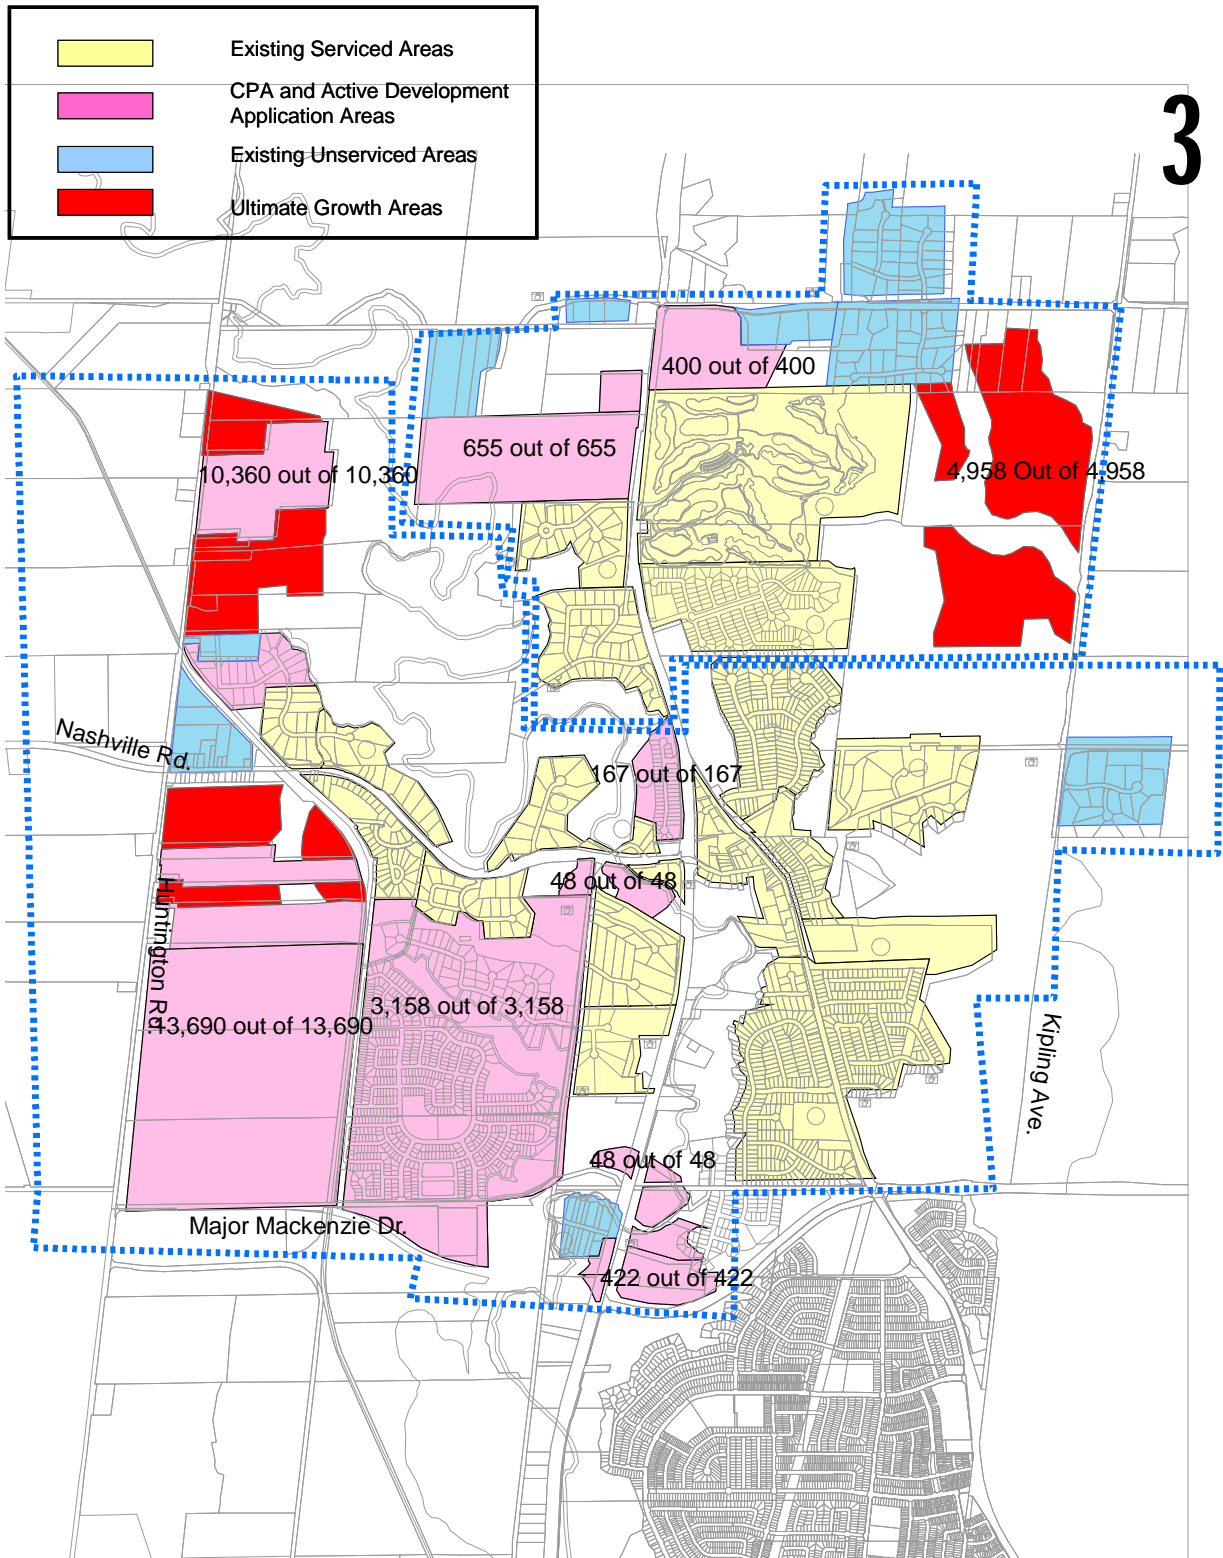 Existing Serviced Areas
CPA and Active Development
Application Areas
Existing Unserviced Areas
Ultimate Growth Areas
3
400 out of 400
655 out of 655
10,360 out of 10,360
4,958 Out of 4,958
Nashville Rd.
167 out of 167
48 out of 48
Huntington Rd.
3,158 out of 3,158
13,690 out of 13,690
Kipling Ave.
48 out of 48
Major Mackenzie Dr.
422 out of 422